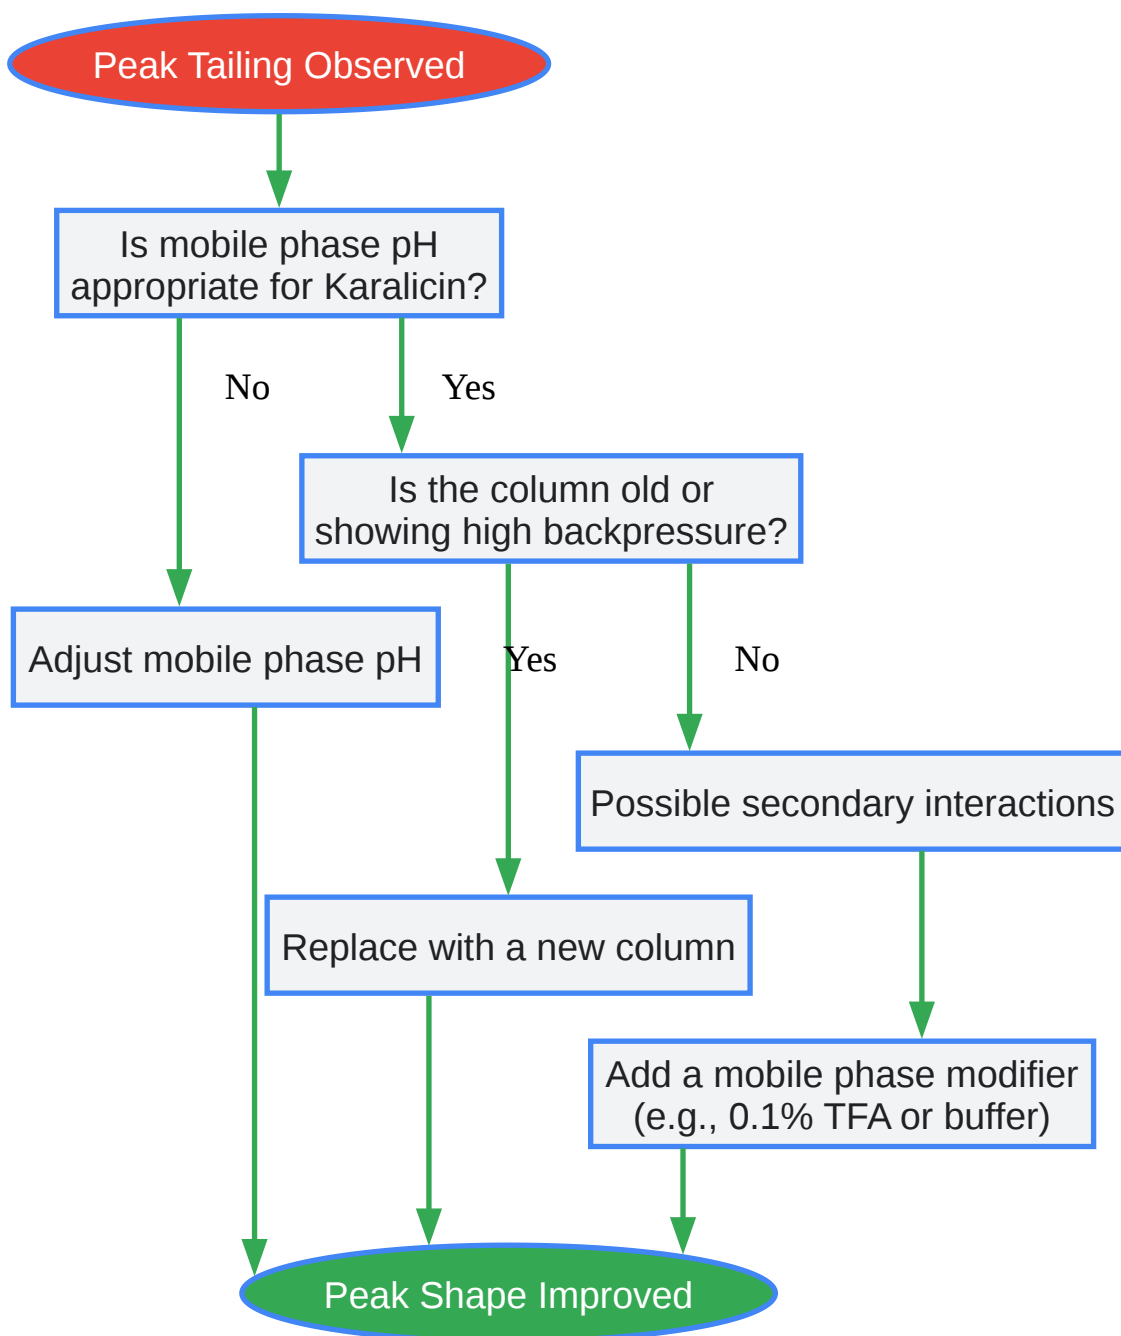 Peak Tailing Observed
Is mobile phase pH
appropriate for Karalicin?
No
Yes
Is the column old or
showing high backpressure?
Adjust mobile phase pH
Yes
No
Possible secondary interactions
Replace with a new column
Add a mobile phase modifier
(e.g., 0.1% TFA or buffer)
Peak Shape Improved